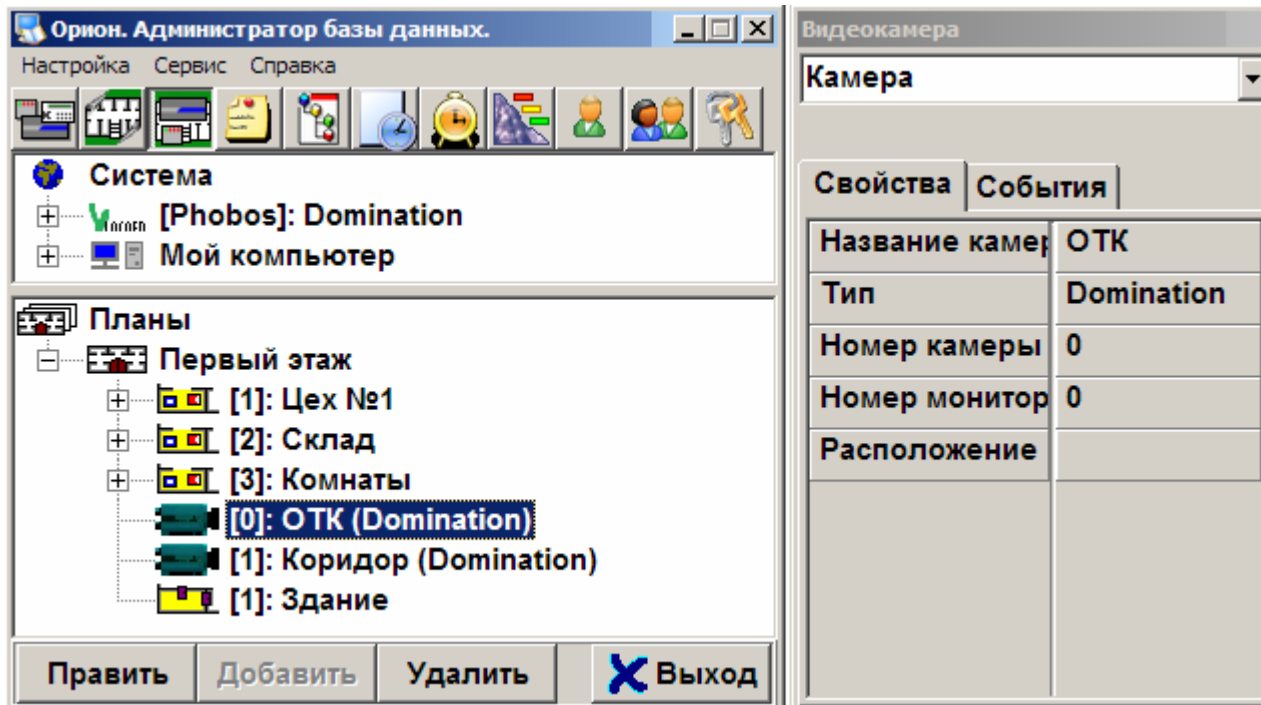 Орион. Администратор базы данных.
Настройка Сервис Справка
Система
[Phobos]: Domination
Мой компьютер
Планы
Первый этаж
[1]: Цех №1
[2]: Склад
[3]: Комнаты
[0]: ОТК (Domination)
[1]: Коридор (Domination)
[1]: Здание
Править Добавить Удалить Выход
Видеокамера
Камера
Свойства События
Название камер ОТК
Тип Domination
Номер камеры 0
Номер монитор 0
Расположение